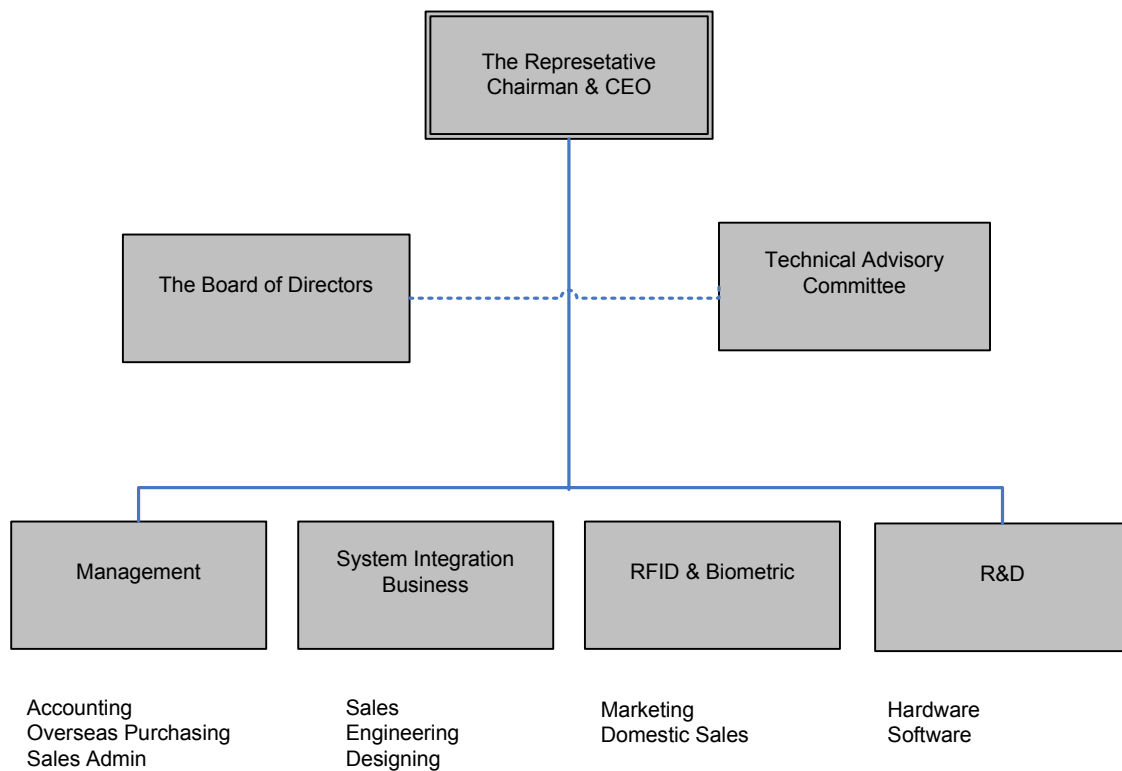 The Represetative
Chairman & CEO
The Board of Directors
Technical Advisory
Committee
Management
System Integration
Business
RFID & Biometric
R&D
Accounting
Overseas Purchasing
Sales Admin
Sales
Engineering
Designing
Marketing
Domestic Sales
Hardware
Software